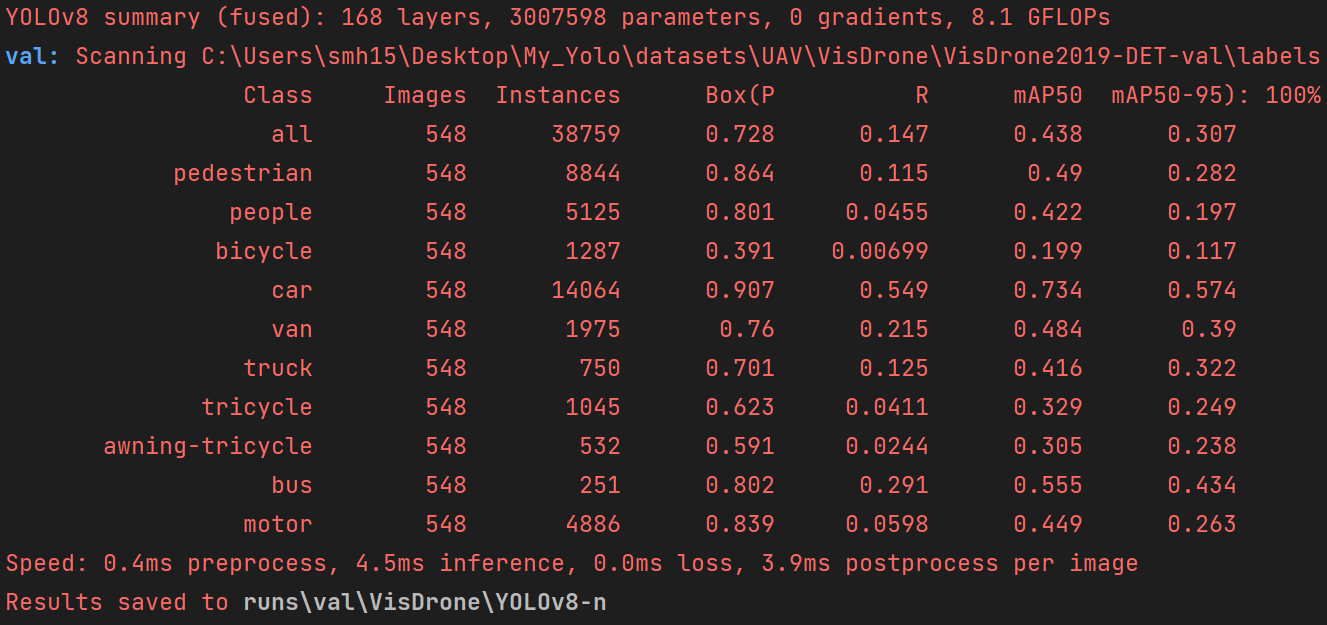 YOLOv8 summary (fused): 168 layers, 3007598 parameters, 0 gradients, 8.1 GFLOPs
val: Scanning C:\Users\smh15\Desktop\My_Yolo\datasets\UAV\VisDrone\VisDrone2019-DET-val\labels
Class Images Instances Box(P R mAP50 mAP50-95): 100%
all 548 38759 0.728 0.147 0.438 0.307
pedestrian 548 8844 0.864 0.115 0.49 0.282
people 548 5125 0.801 0.0455 0.422 0.197
bicycle 548 1287 0.391 0.00699 0.199 0.117
car 548 14064 0.907 0.549 0.734 0.574
van 548 1975 0.76 0.215 0.484 0.39
truck 548 750 0.701 0.125 0.416 0.322
tricycle 548 1045 0.623 0.0411 0.329 0.249
awning-tricycle 548 532 0.591 0.0244 0.305 0.238
bus 548 251 0.802 0.291 0.555 0.434
motor 548 4886 0.839 0.0598 0.449 0.263
Speed: 0.4ms preprocess, 4.5ms inference, 0.0ms loss, 3.9ms postprocess per image
Results saved to runs\val\VisDrone\YOLOv8-n